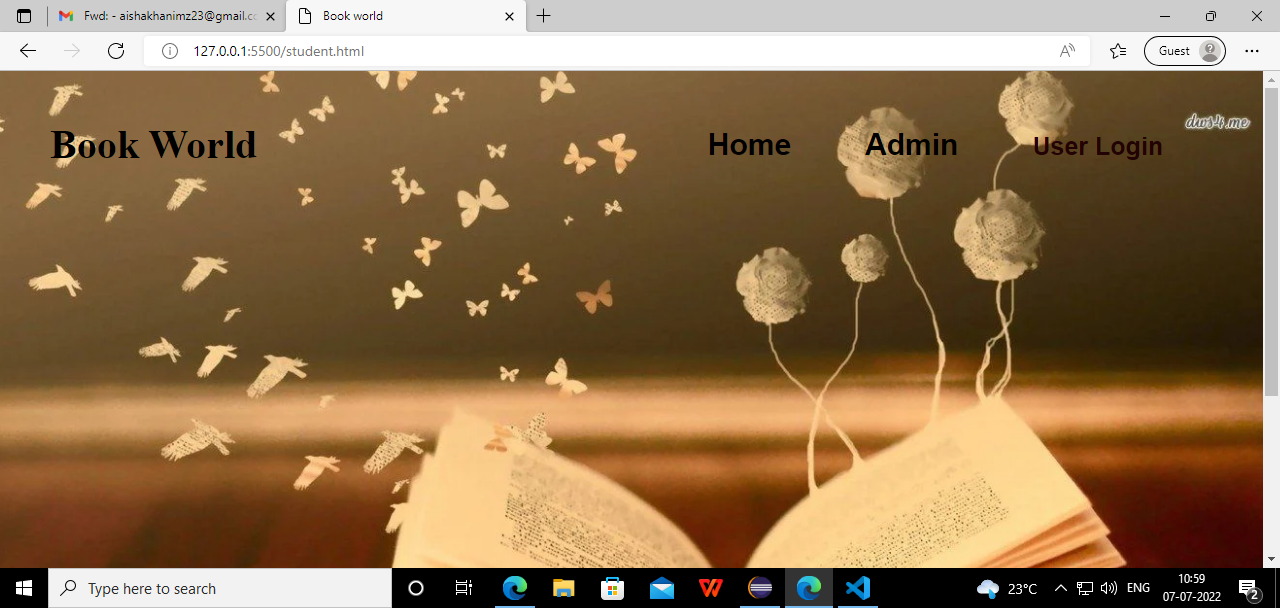 Fwd: - aishakhanimz23@gmail.co
Book world
127.0.0.1:5500/student.html
Guest
Book World
Home
Admin
User Login
dws4.me
Type here to search
23°C
ENG
10:59
07-07-2022
2